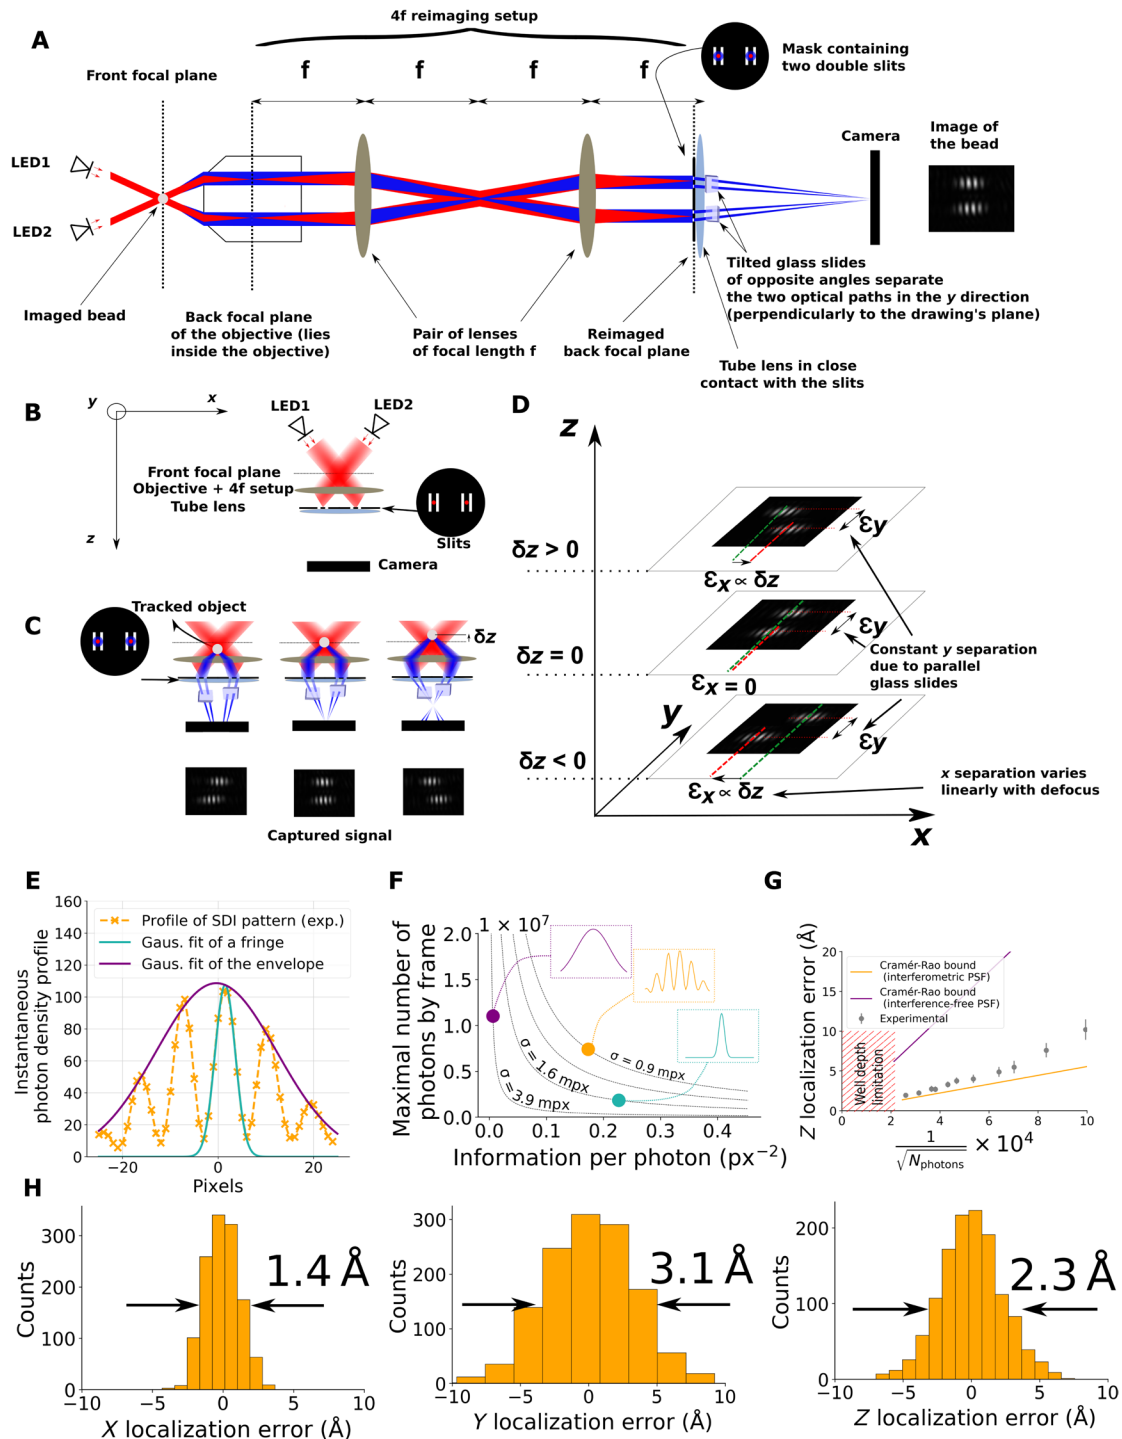 A
4f reimaging setup
f
f
f
f
Front focal plane
LED1
LED2
Imaged bead
Back focal plane
of the objective (lies
inside the objective)
Pair of lenses
of focal length f
Reimaged
back focal plane
Mask containing
two double slits
Camera
Image of
the bead
Tilted glass slides
of opposite angles separate
the two optical paths in the y direction
(perpendicularly to the drawing's plane)
Tube lens in close
contact with the slits
B
y
x
z
LED1
LED2
Front focal plane
Objective + 4f setup
Tube lens
Slits
Camera
C
Tracked object
δz
Captured signal
D
z
δz > 0
εy
εx ∝ δz
δz = 0
εy
εx = 0
Constant y separation
due to parallel
glass slides
y
δz < 0
εy
εx ∝ δz
x separation varies
linearly with defocus
x
E
Instantaneous
photon density profile
160
140
120
100
80
60
40
20
0
Profile of SDI pattern (exp.)
Gaus. fit of a fringe
Gaus. fit of the envelope
−20
0
20
Pixels
F
Maximal number of
photons by frame
1 × 10⁷
2.0
1.5
1.0
0.5
0.0
σ = 0.9 mpx
σ = 1.6 mpx
σ = 3.9 mpx
0.0
0.1
0.2
0.3
0.4
Information per photon (px⁻²)
G
Z localization error (Å)
20
15
10
5
0
Cramér-Rao bound
(interferometric PSF)
Cramér-Rao bound
(interference-free PSF)
Experimental
Well depth
limitation
0
2
4
6
8
10
1/√N_photons × 10⁴
H
Counts
300
200
100
0
1.4 Å
−10
−5
0
5
10
X localization error (Å)
Counts
300
200
100
0
3.1 Å
−10
−5
0
5
10
Y localization error (Å)
Counts
200
100
0
2.3 Å
−10
−5
0
5
10
Z localization error (Å)